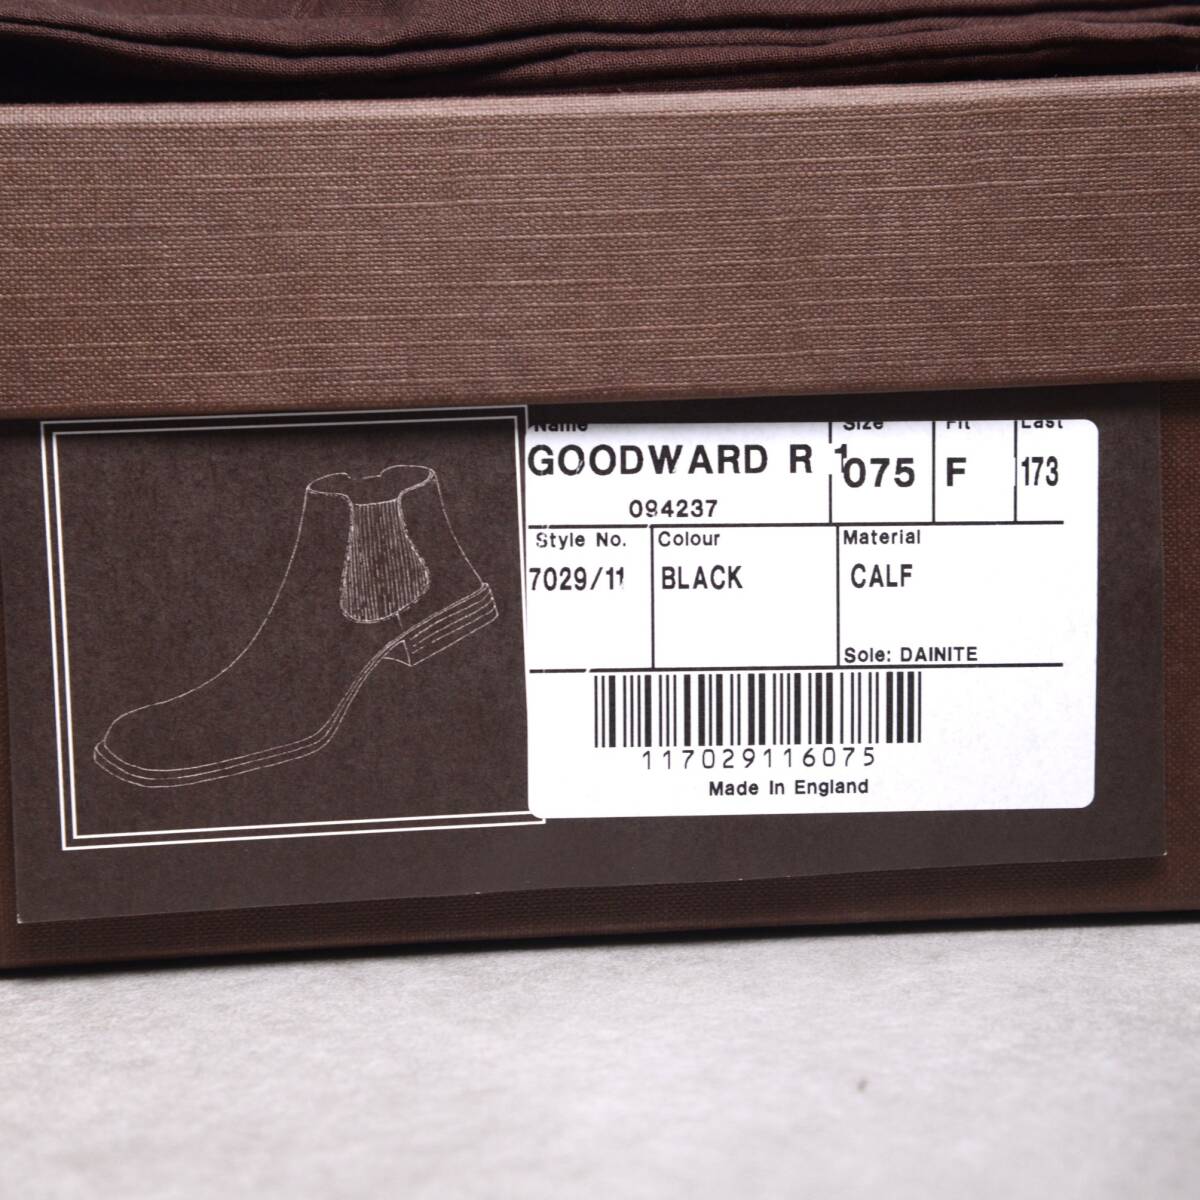 Name Size Fit Last
GOODWARD R 1 075 F 173
094237
Style No. Colour Material
7029/11 BLACK CALF
Sole: DAINITE
117029116075
Made In England